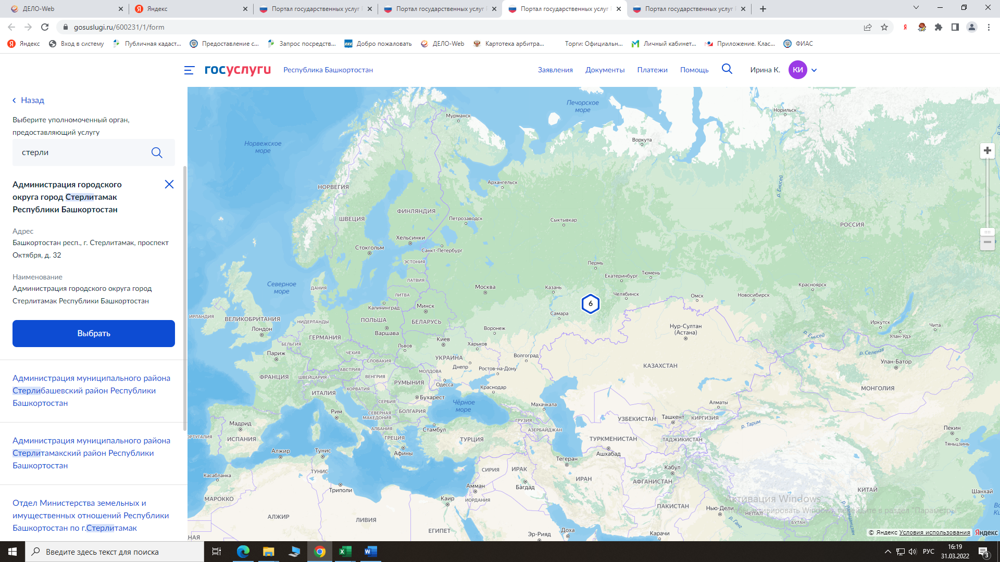 ДЕЛО-Web
Яндекс
Портал государственных услуг
Портал государственных услуг
Портал государственных услуг
Портал государственных услуг
gosuslugi.ru/600231/1/form
Яндекс
Вход в систему
Публичная кадаст...
Предоставление с...
Запрос посредств...
Добро пожаловать
ДЕЛО-Web
Картотека арбитра...
Торги: Официальн...
Личный кабинет...
Приложение. Клас...
ФИАС
госуслуги
Республика Башкортостан
Заявления
Документы
Платежи
Помощь
Ирина К.
КИ
Назад
Выберите уполномоченный орган,
предоставляющий услугу
стерли
Администрация городского
округа город Стерлитамак
Республики Башкортостан
Адрес
Башкортостан респ., г. Стерлитамак, проспект
Октября, д. 32
Наименование
Администрация городского округа город
Стерлитамак Республики Башкортостан
Выбрать
Администрация муниципального района
Стерлибашевский район Республики
Башкортостан
Администрация муниципального района
Стерлитамакский район Республики
Башкортостан
Отдел Министерства земельных и
имущественных отношений Республики
Башкортостан по г.Стерлитамак
Печорское
море
Норильск
Мурманск
Воркута
Норвежское
море
Архангельск
НОРВЕГИЯ
р. Енисей
ФИНЛЯНДИЯ
ШВЕЦИЯ
Петрозаводск
Сыктывкар
РОССИЯ
Хельсинки
Стокгольм
Санкт-Петербург
ЭСТОНИЯ
Пермь
Екатеринбург
Тюмень
Северное
море
ДАНИЯ
ЛАТВИЯ
Москва
Казань
Челябинск
Красноярск
ЛИТВА
Омск
Новосибирск
6
Калининград
Минск
Самара
ИРЛАНДИЯ
ВЕЛИКОБРИТАНИЯ
НИДЕРЛАНДЫ
ПОЛЬША
БЕЛАРУСЬ
Лондон
Варшава
Воронеж
Нур-Султан
(Астана)
Иркутск
Чита
Улан-Удэ
р. Енисей
ГЕРМАНИЯ
Киев
Харьков
БЕЛЬГИЯ
Львов
Париж
ЧЕХИЯ
СЛОВАКИЯ
УКРАИНА
Волгоград
р. Селенга
Улан-Батор
Днепр
Ростов-на-Дону
КАЗАХСТАН
АВСТРИЯ
МОЛДОВА
ФРАНЦИЯ
ШВЕЙЦАРИЯ
ВЕНГРИЯ
РУМЫНИЯ
Одесса
Краснодар
МОНГОЛИЯ
ХОРВАТИЯ
ИТАЛИЯ
СЕРБИЯ
Бухарест
Чёрное
море
Махачкала
Алматы
Рим
СЕВЕРНАЯ
МАКЕДОНИЯ
БОЛГАРИЯ
ГРУЗИЯ
УЗБЕКИСТАН
Ташкент
КИРГИЗИЯ
Мадрид
АЛБАНИЯ
Стамбул
АЗЕРБАЙДЖАН
р. Тарим
Пекин
ОРТУГАЛИЯ
ИСПАНИЯ
ГРЕЦИЯ
ТУРЦИЯ
ТУРКМЕНИСТАН
ТАДЖИКИСТАН
Тяньцзинь
Алжир
Тунис
Афины
Ашхабад
Тегеран
ТУНИС
СИРИЯ
ИРАК
Кабул
Касабланка
ИРАН
АФГАНИСТАН
Триполи
Амман
Багдад
КИТАЙ
Шанхай
МАРОККО
Каир
ИОРДАНИЯ
ПАКИСТАН
Нью-Дели
НЕПАЛ
БУТАН
р. Ганг
АЛЖИР
ЛИВИЯ
ЕГИПЕТ
Эр-Рияд
Доха
Карачи
НАЯ
Активация Windows
активировать Windows, перейдите в раздел "Параметры".
© Яндекс Условия использования
Яндекс
Введите здесь текст для поиска
РУС
16:19
31.03.2022
3